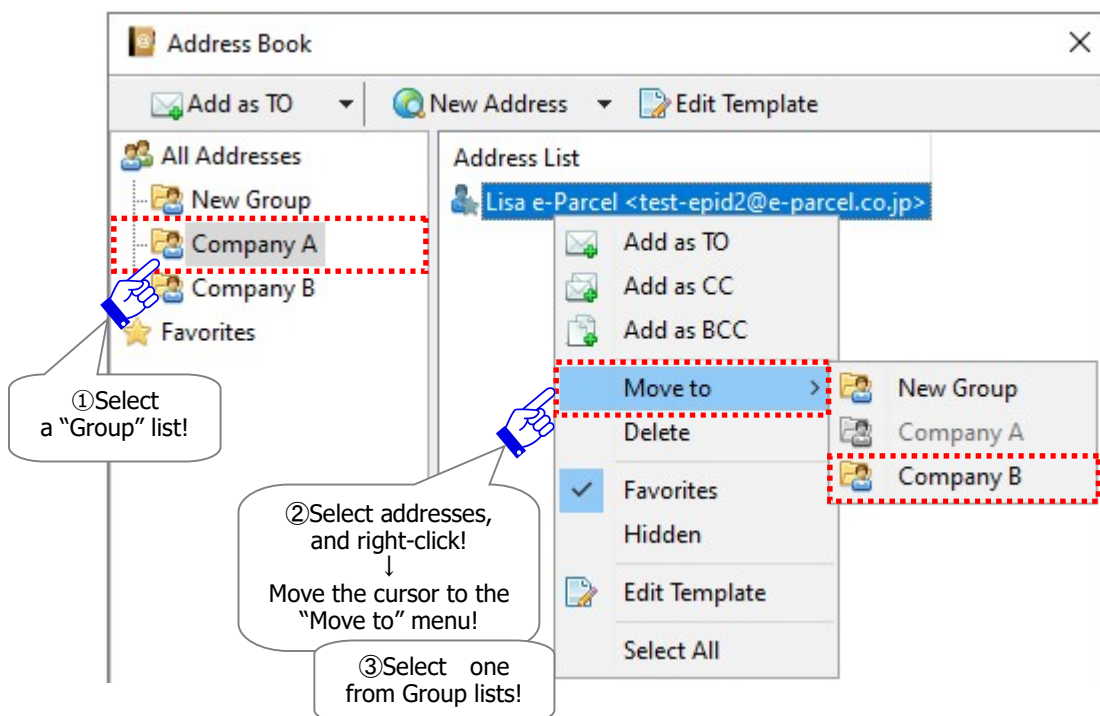 Address Book
Add as TO
New Address
Edit Template
All Addresses
New Group
Company A
Company B
Favorites
Address List
Lisa e-Parcel <test-epid2@e-parcel.co.jp>
Add as TO
Add as CC
Add as BCC
Move to
Delete
Favorites
Hidden
Edit Template
Select All
New Group
Company A
Company B
①Select
a “Group” list!
②Select addresses,
and right-click!
↓
Move the cursor to the
“Move to” menu!
③Select one
from Group lists!